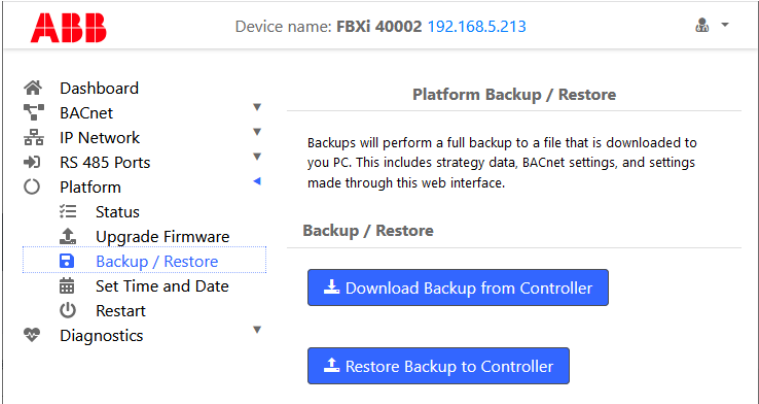 ABB
Device name: FBXi 40002 192.168.5.213
Dashboard
BACnet
IP Network
RS 485 Ports
Platform
Status
Upgrade Firmware
Backup / Restore
Set Time and Date
Restart
Diagnostics
Platform Backup / Restore
Backups will perform a full backup to a file that is downloaded to
you PC. This includes strategy data, BACnet settings, and settings
made through this web interface.
Backup / Restore
Download Backup from Controller
Restore Backup to Controller